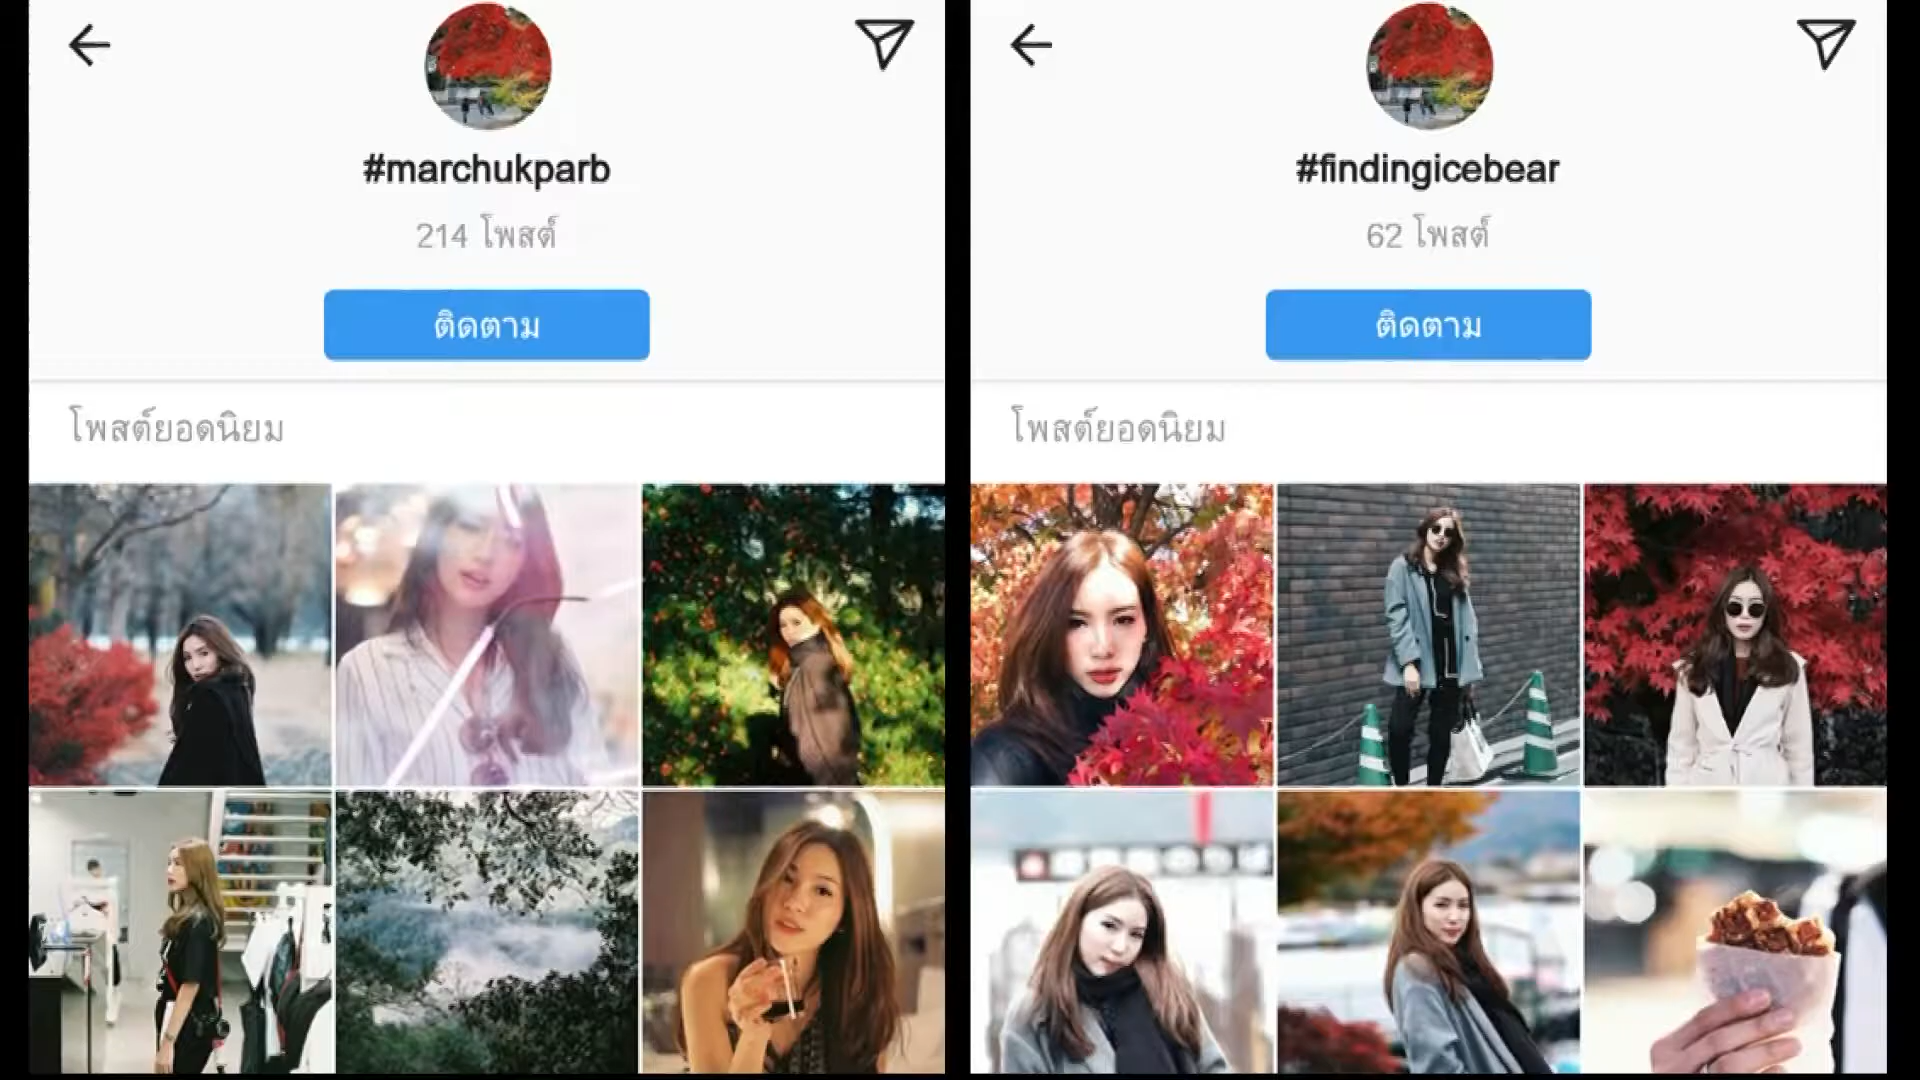 #marchukparb
214 โพสต์
ติดตาม
โพสต์ยอดนิยม
#findingicebear
62 โพสต์
ติดตาม
โพสต์ยอดนิยม